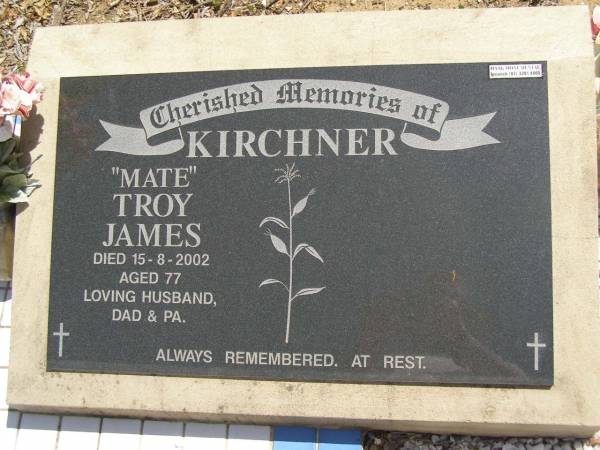 Cherished Memories of
KIRCHNER
"MATE"
TROY
JAMES
DIED 15-8-2002
AGED 77
LOVING HUSBAND,
DAD & PA.
ALWAYS REMEMBERED. AT REST.